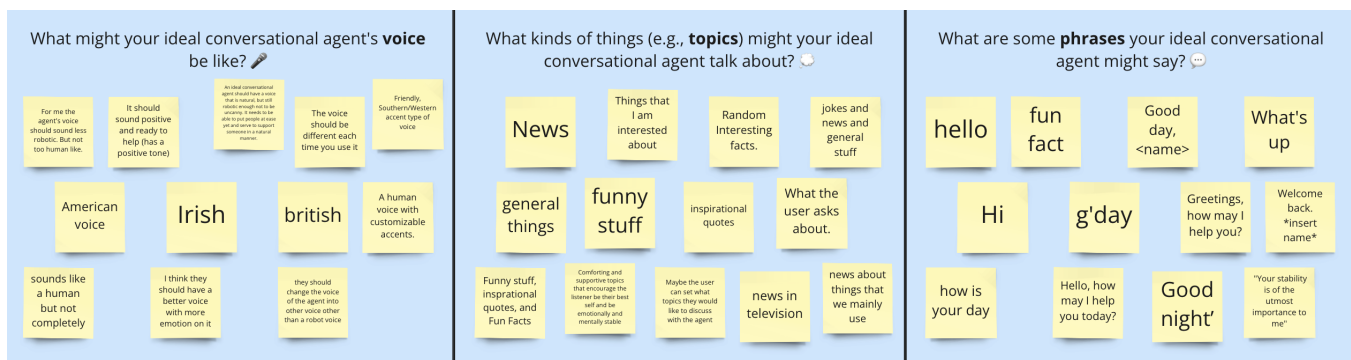 What might your ideal conversational agent's voice
be like? 🎤
For me the
agent's voice
should sound less
robotic. But not
too human like.
It should
sound positive
and ready to
help (has a
positive tone)
An ideal conversational
agent should have a voice
that is natural, but still
robotic enough not to be
uncanny. It needs to be
able to put people at ease
yet and serve to support
someone in a natural
manner.
The voice
should be
different each
time you use it
Friendly,
Southern/Western
accent type of
voice
American
voice
Irish
british
A human
voice with
customizable
accents.
sounds like
a human
but not
completely
I think they
should have a
better voice
with more
emotion on it
they should
change the voice
of the agent into
other voice other
than a robot voice
What kinds of things (e.g., topics) might your ideal
conversational agent talk about? 💭
News
Things that
I am
interested
about
Random
Interesting
facts.
jokes and
news and
general
stuff
general
things
funny
stuff
inspirational
quotes
What the
user asks
about.
Funny stuff,
insprational
quotes, and
Fun Facts
Comforting and
supportive topics
that encourage the
listener be their best
self and be
emotionally and
mentally stable
Maybe the user
can set what
topics they would
like to discuss
with the agent
news in
television
news about
things that
we mainly
use
What are some phrases your ideal conversational
agent might say? 💬
hello
fun
fact
Good
day,
<name>
What's
up
Hi
g'day
Greetings,
how may I
help you?
Welcome
back.
*insert
name*
how is
your day
Hello, how
may I help
you today?
Good
night’
"Your stability
is of the
utmost
importance to
me"